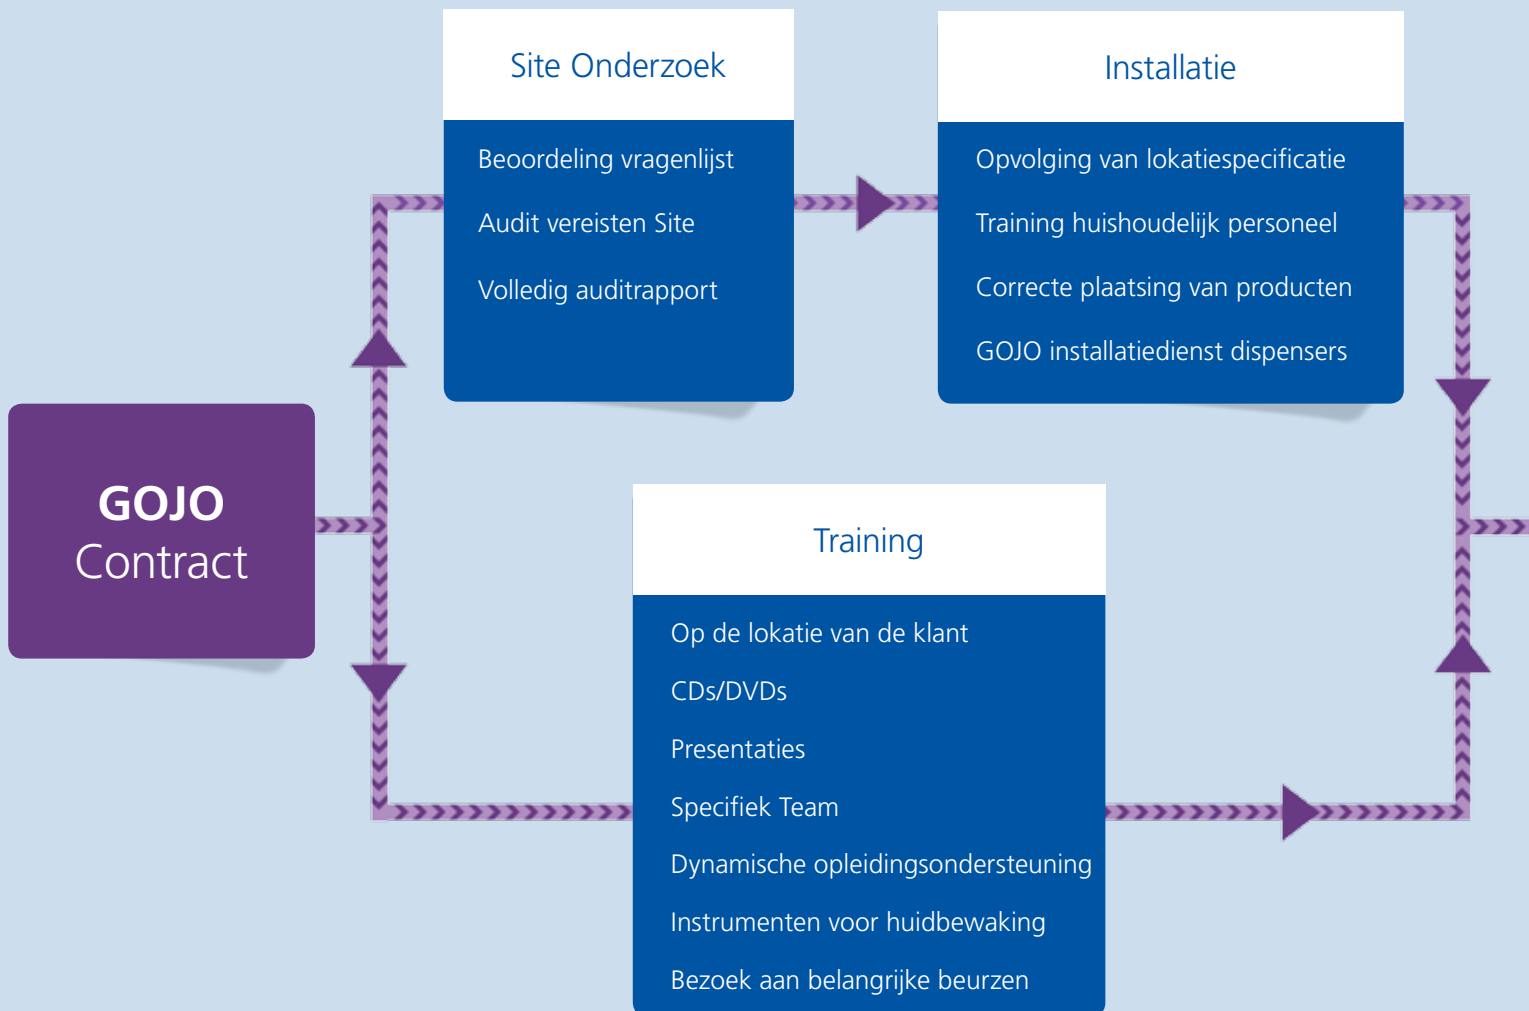 GOJO
Contract
Site Onderzoek
Beoordeling vragenlijst
Audit vereisten Site
Volledig auditrapport
Installatie
Opvolging van lokatiespecificatie
Training huishoudelijk personeel
Correcte plaatsing van producten
GOJO installatiedienst dispensers
Training
Op de lokatie van de klant
CDs/DVDs
Presentaties
Specifiek Team
Dynamische opleidingsondersteuning
Instrumenten voor huidbewaking
Bezoek aan belangrijke beurzen